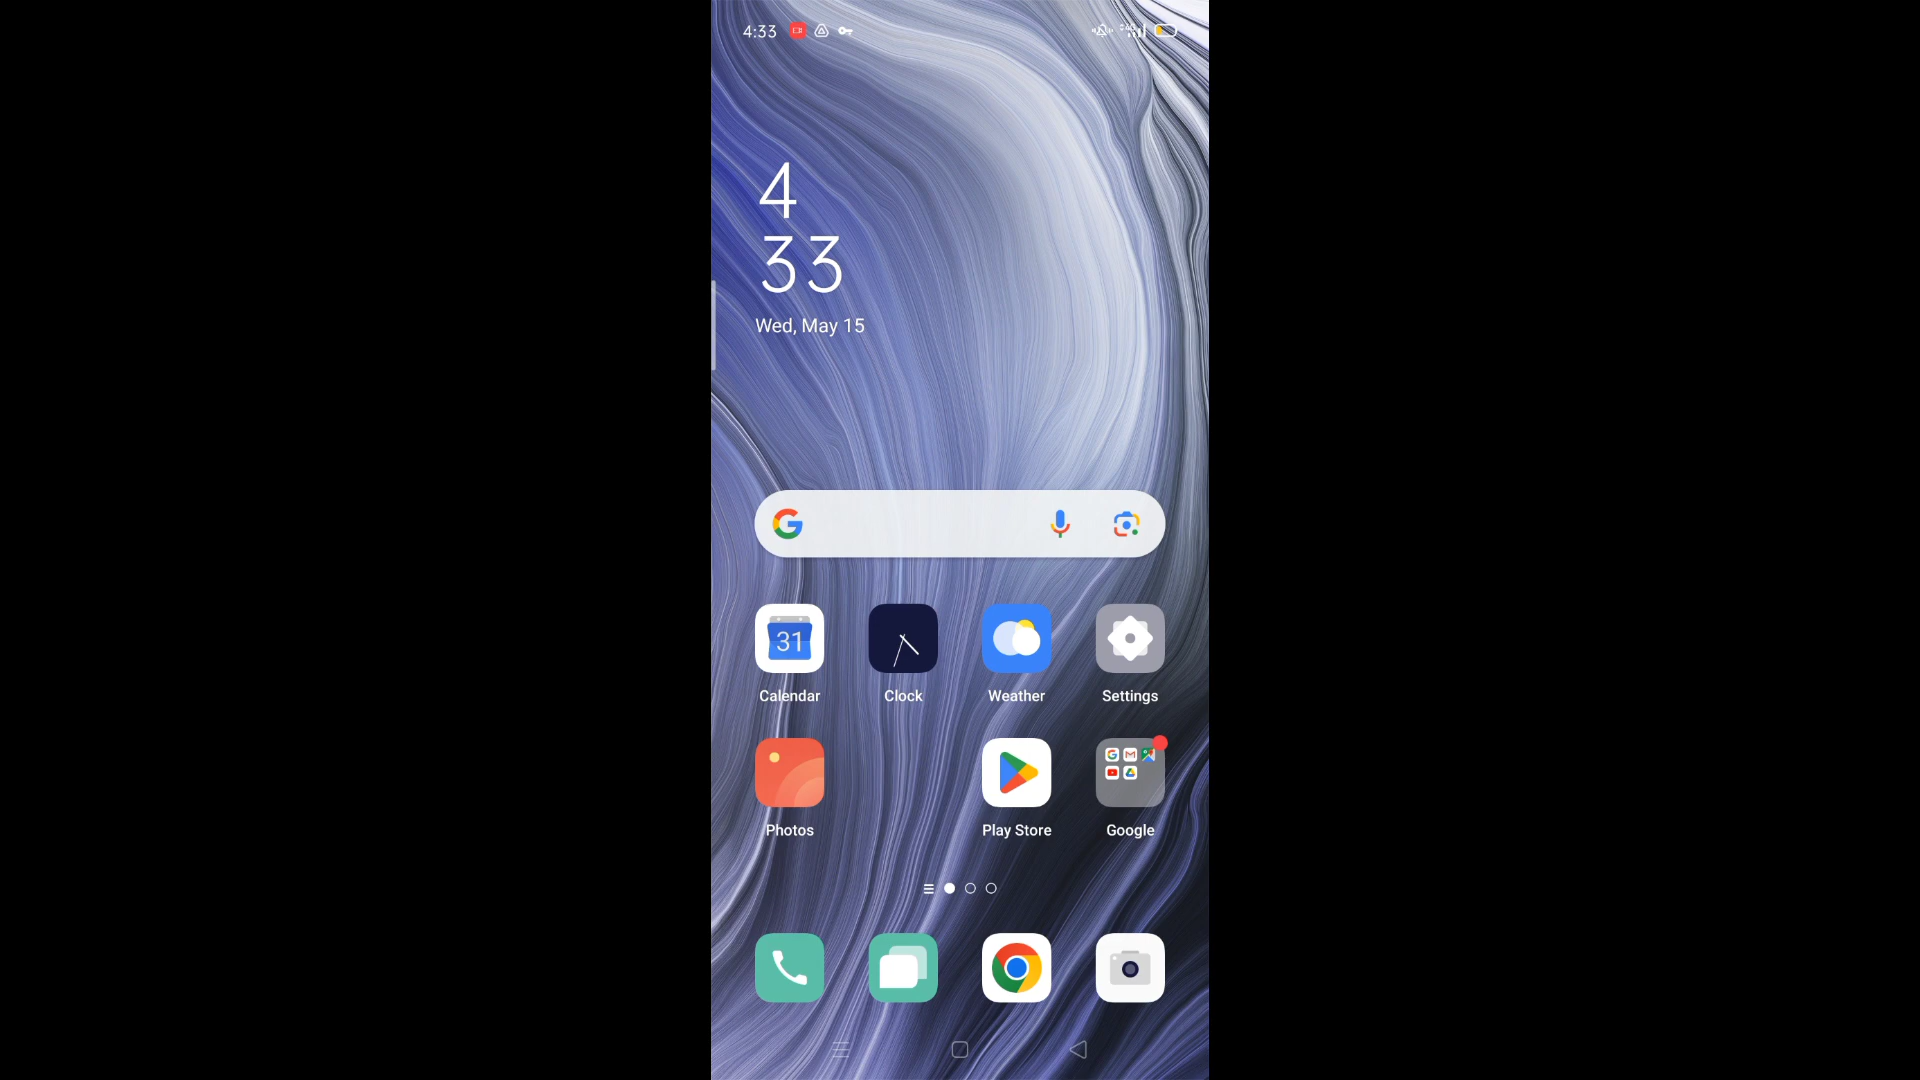 4:33
4
33
Wed, May 15
31
Calendar
Clock
Weather
Settings
Photos
Play Store
Google